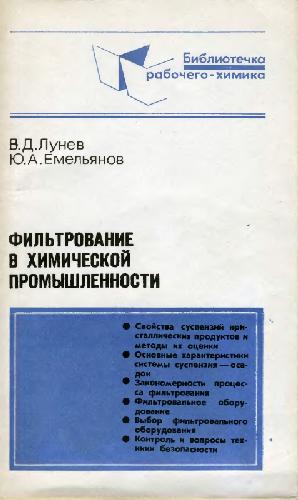 Библиотечка
рабочего-химика
В.Д.Лунев
Ю.А.Емельянов
ФИЛЬТРОВАНИЕ
В ХИМИЧЕСКОЙ
ПРОМЫШЛЕННОСТИ
● Свойства суспензий кри-
сталлических продуктов и
методы их оценки
● Основные характеристики
системы суспензия — оса-
док
● Закономерности процес-
са фильтрования
● Фильтровальное обору-
дование
● Выбор фильтровального
оборудования
● Контроль и вопросы тех-
ники безопасности